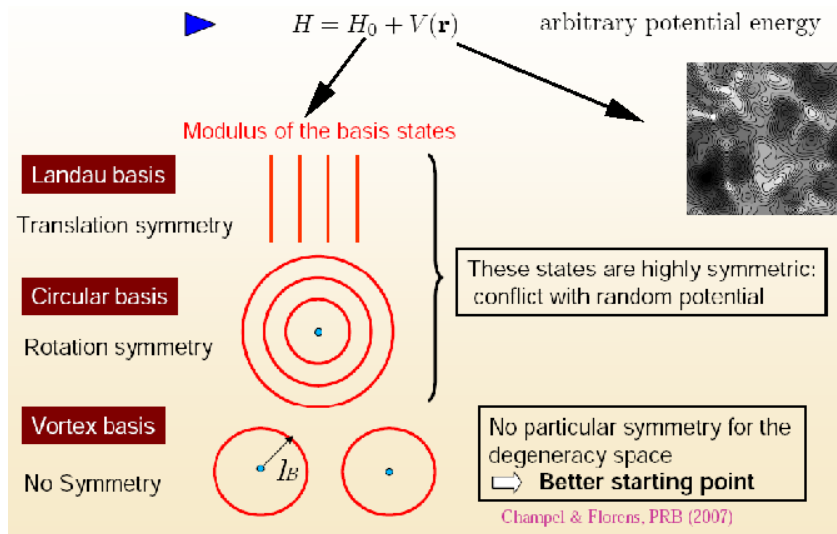 H = H₀ + V(r) arbitrary potential energy
Modulus of the basis states
Landau basis
Translation symmetry
Circular basis
Rotation symmetry
These states are highly symmetric:
conflict with random potential
Vortex basis
No Symmetry
l_B
No particular symmetry for the
degeneracy space
⇨ Better starting point
Champel & Florens, PRB (2007)